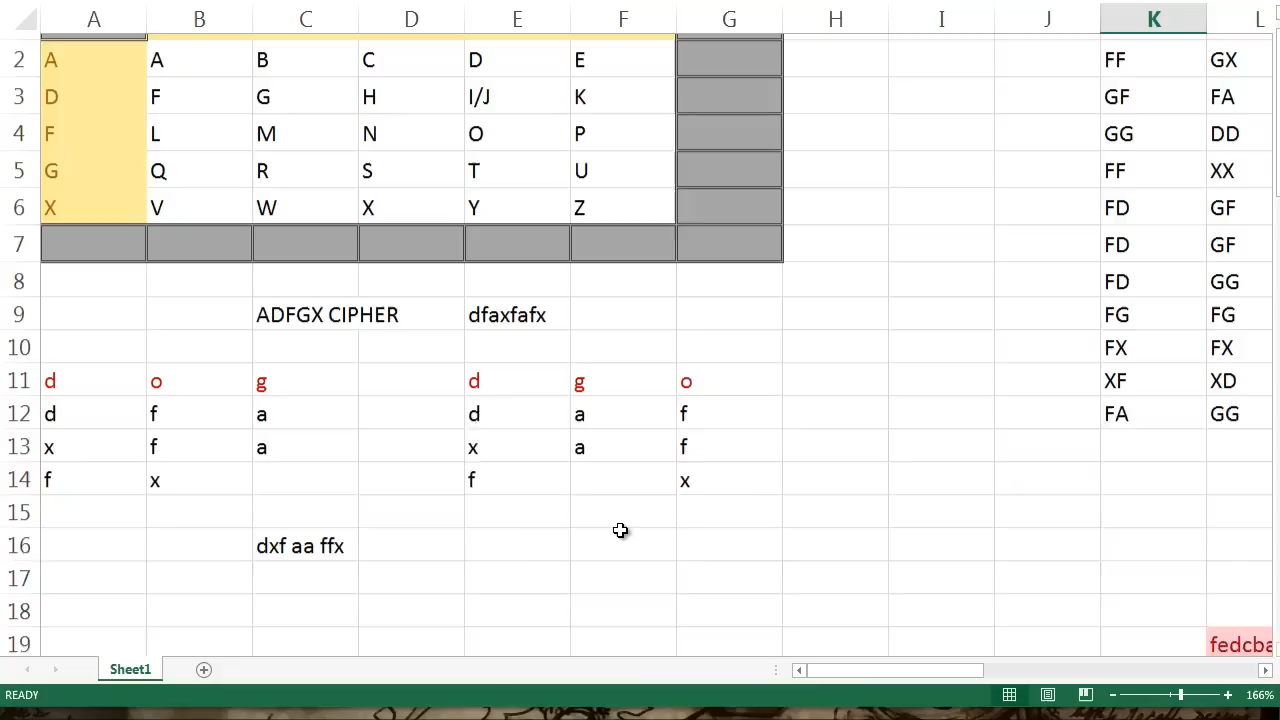 A B C D E F G H I J K L
2 A A B C D E FF GX
3 D F G H I/J K GF FA
4 F L M N O P GG DD
5 G Q R S T U FF XX
6 X V W X Y Z FD GF
7 FD GF
8 FD GG
9 ADFGX CIPHER dfaxfafx FG FG
10 FX FX
11 d o g d g o XF XD
12 d f a d a f FA GG
13 x f a x a f
14 f x f x
15
16 dxf aa ffx
17
18
19 fedcba
Sheet1
READY 166%